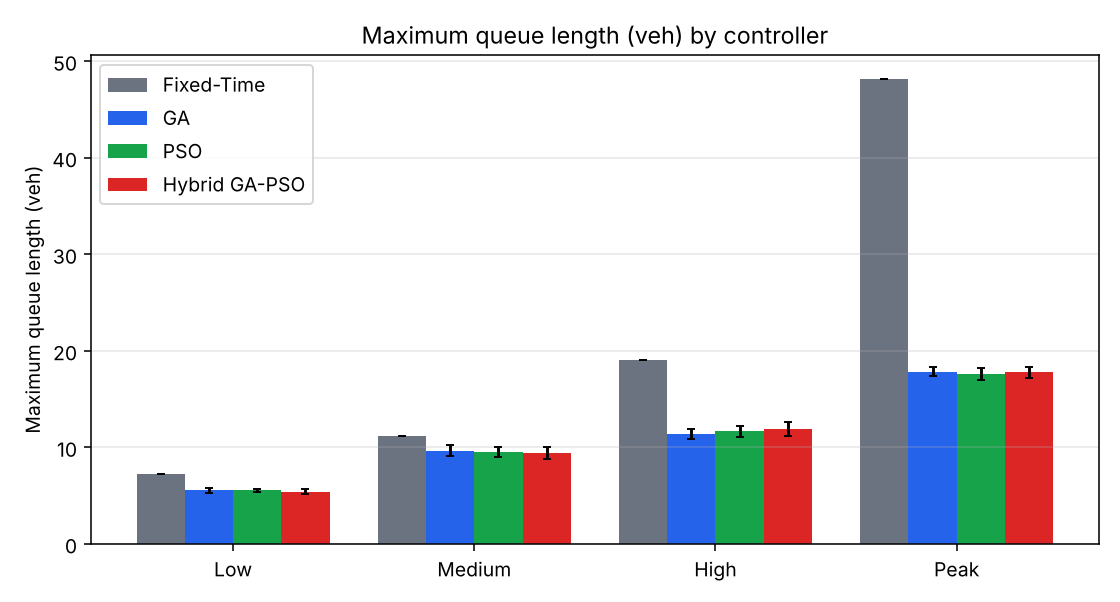 Maximum queue length (veh) by controller
Maximum queue length (veh)
50
40
30
20
10
0
Fixed-Time
GA
PSO
Hybrid GA-PSO
Low
Medium
High
Peak